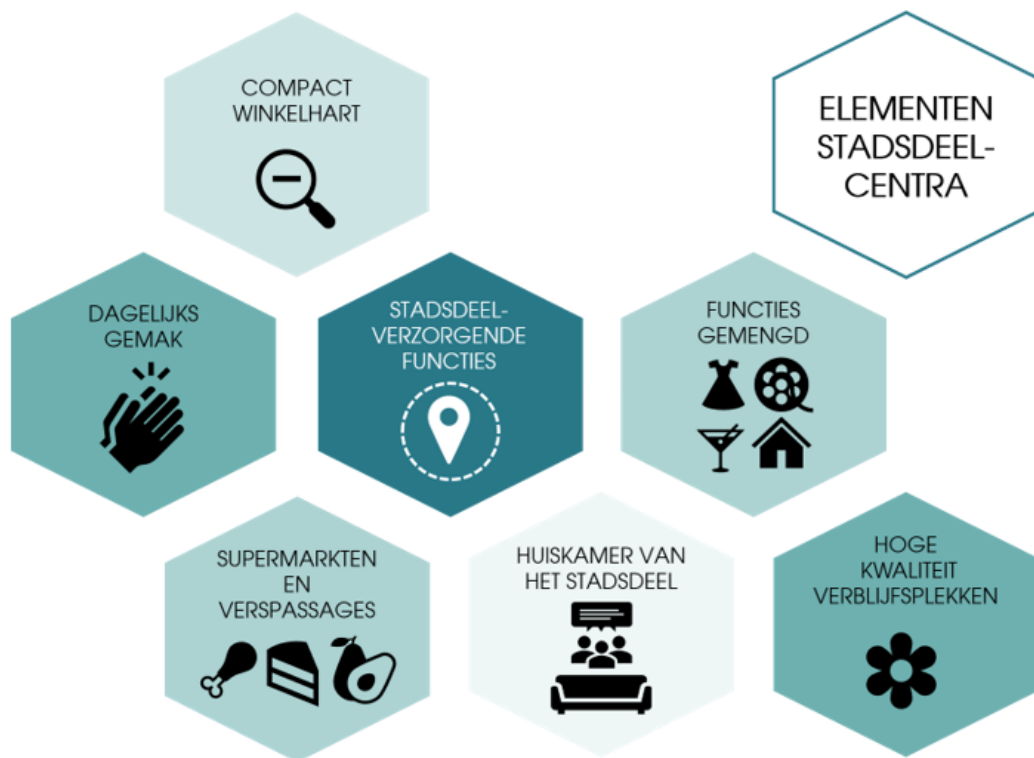 COMPACT
WINKELHART
ELEMENTEN
STADSDEEL-
CENTRA
DAGELIJKS
GEMAK
STADSDEEL-
VERZORGENDE
FUNCTIES
FUNCTIES
GEMENGD
SUPERMARKTEN
EN
VERSPASSAGES
HUISKAMER VAN
HET STADSDEEL
HOGE
KWALITEIT
VERBLIJFSPLEKKEN